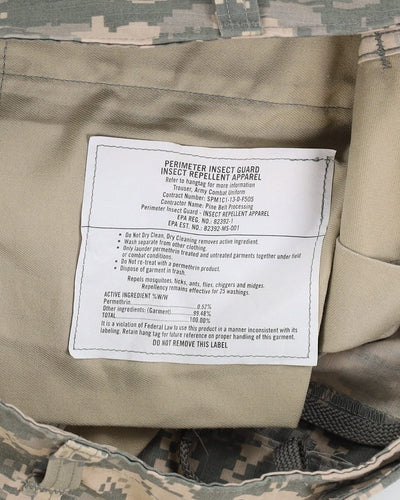 PERIMETER INSECT GUARD
INSECT REPELLENT APPAREL
Refer to hangtag for more information
Trouser, Army Combat Uniform
Contract Number: SPM1C1-13-D-F505
Contractor Name: Pine Belt Processing
Perimeter Insect Guard - INSECT REPELLENT APPAREL
EPA REG. NO.: 82392-1
EPA EST. NO.: 82392-MS-001
• Do Not Dry Clean, Dry Cleaning removes active ingredient.
• Wash separate from other clothing.
• Only launder permethrin treated and untreated garments together under field
or combat conditions.
• Do not re-treat with a permethrin product.
• Dispose of garment in trash.
Repels mosquitoes, ticks, ants, flies, chiggers and midges.
Repellency remains effective for 25 washings.
ACTIVE INGREDIENT %W/W
Permethrin 0.52%
Other ingredients: (Garment) 99.48%
TOTAL 100.00%
It is a violation of Federal Law to use this product in a manner inconsistent with its
labeling. Retain hang tag for future reference on proper handling of this garment.
DO NOT REMOVE THIS LABEL